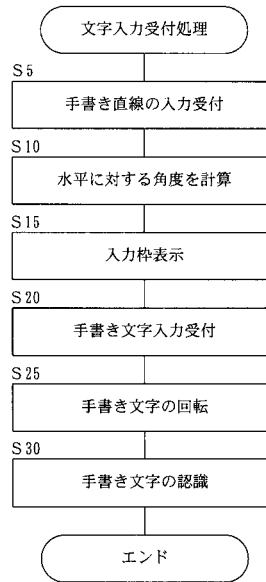 文字入力受付処理
S5
手書き直線の入力受付
S10
水平に対する角度を計算
S15
入力枠表示
S20
手書き文字入力受付
S25
手書き文字の回転
S30
手書き文字の認識
エンド